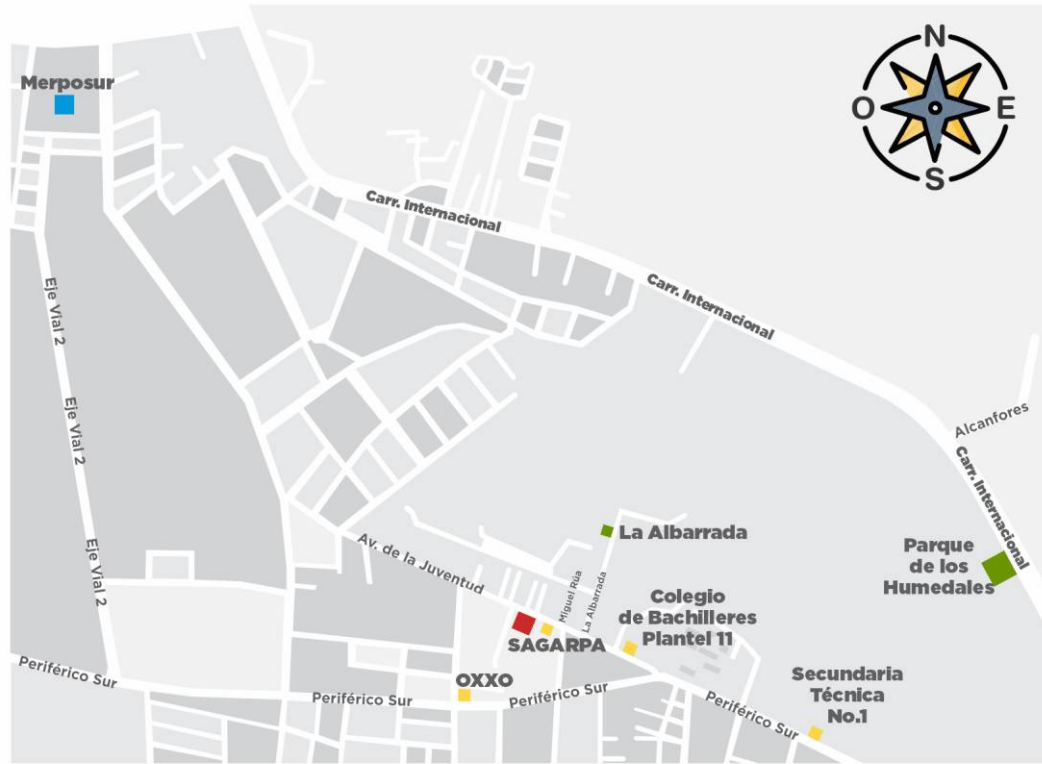 N
O
E
S
Merposur
Carr. Internacional
Carr. Internacional
Eje Vial 2
Eje Vial 2
Eje Vial 2
Alcanfores
Carr. Internacional
La Albarrada
Av. de la Juventud
Miguel Rúa
La Albarrada
Parque
de los
Humedales
Colegio
de Bachilleres
Plantel 11
SAGARPA
Periférico Sur
OXXO
Periférico Sur
Periférico Sur
Periférico Sur
Secundaria
Técnica
No.1